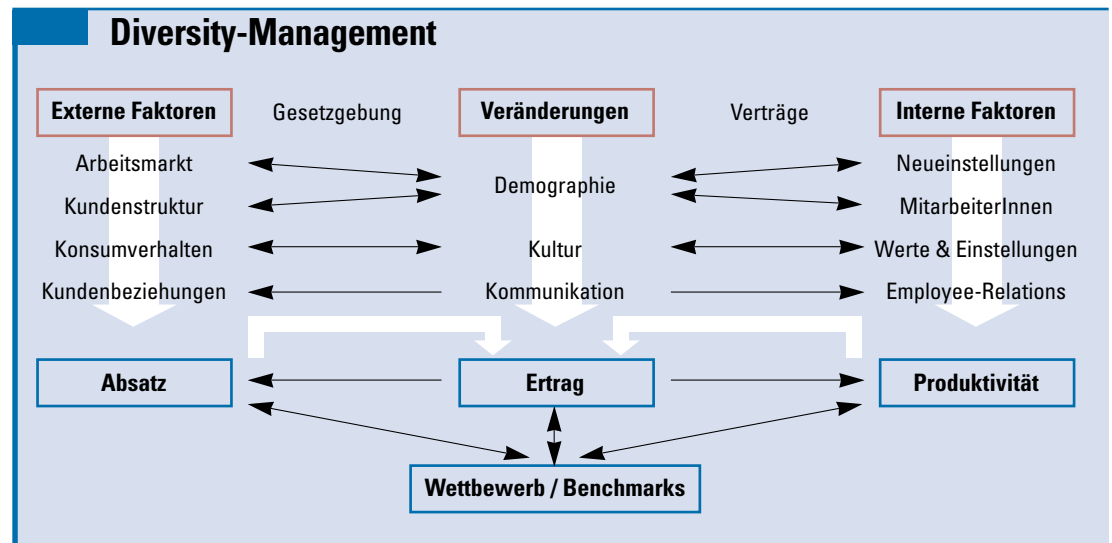 Diversity-Management
Externe Faktoren Gesetzgebung Veränderungen Verträge Interne Faktoren
Arbeitsmarkt Neueinstellungen
Demographie
Kundenstruktur MitarbeiterInnen
Konsumverhalten Kultur Werte & Einstellungen
Kundenbeziehungen Kommunikation Employee-Relations
Absatz Ertrag Produktivität
Wettbewerb / Benchmarks